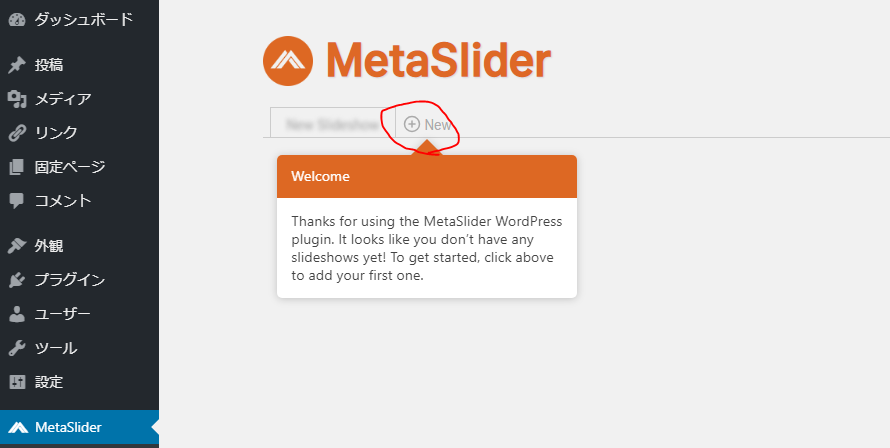 ダッシュボード
投稿
メディア
リンク
固定ページ
コメント
外観
プラグイン
ユーザー
ツール
設定
MetaSlider
MetaSlider
New Slideshow
New
Welcome
Thanks for using the MetaSlider WordPress
plugin. It looks like you don't have any
slideshows yet! To get started, click above
to add your first one.